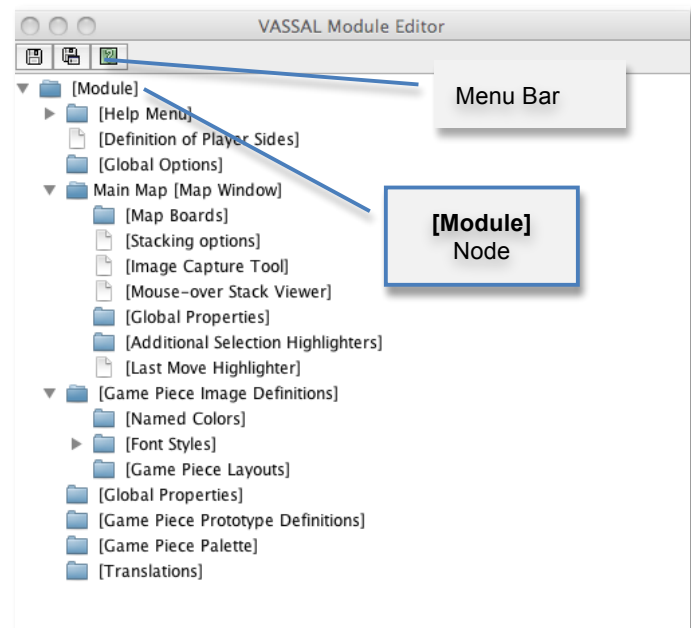 VASSAL Module Editor
Menu Bar
[Module]
[Help Menu]
[Definition of Player Sides]
[Global Options]
Main Map [Map Window]
[Map Boards]
[Stacking options]
[Module]
Node
[Image Capture Tool]
[Mouse-over Stack Viewer]
[Global Properties]
[Additional Selection Highlighters]
[Last Move Highlighter]
[Game Piece Image Definitions]
[Named Colors]
[Font Styles]
[Game Piece Layouts]
[Global Properties]
[Game Piece Prototype Definitions]
[Game Piece Palette]
[Translations]